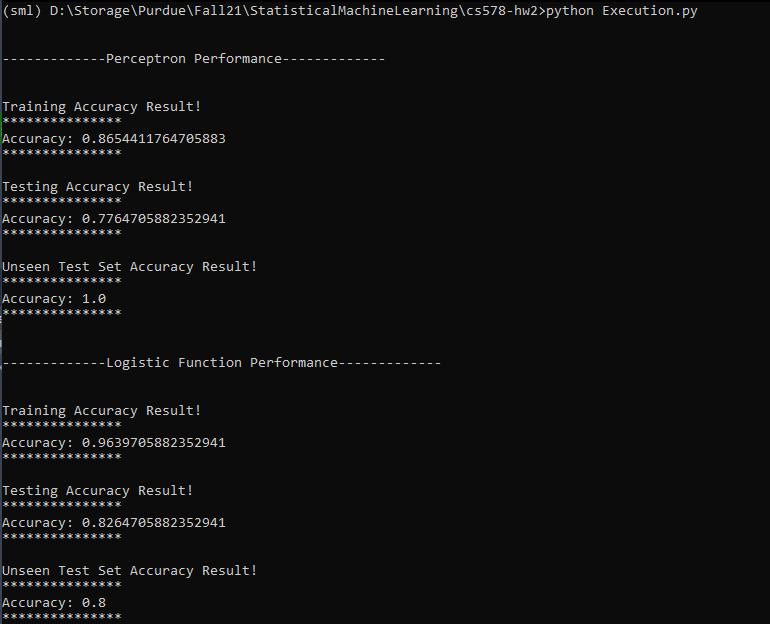 (sml) D:\Storage\Purdue\Fall21\StatisticalMachineLearning\cs578-hw2>python Execution.py
-------------Perceptron Performance-------------
Training Accuracy Result!
***************
Accuracy: 0.8654411764705883
***************
Testing Accuracy Result!
***************
Accuracy: 0.7764705882352941
***************
Unseen Test Set Accuracy Result!
***************
Accuracy: 1.0
***************
-------------Logistic Function Performance-------------
Training Accuracy Result!
***************
Accuracy: 0.9639705882352941
***************
Testing Accuracy Result!
***************
Accuracy: 0.8264705882352941
***************
Unseen Test Set Accuracy Result!
***************
Accuracy: 0.8
***************